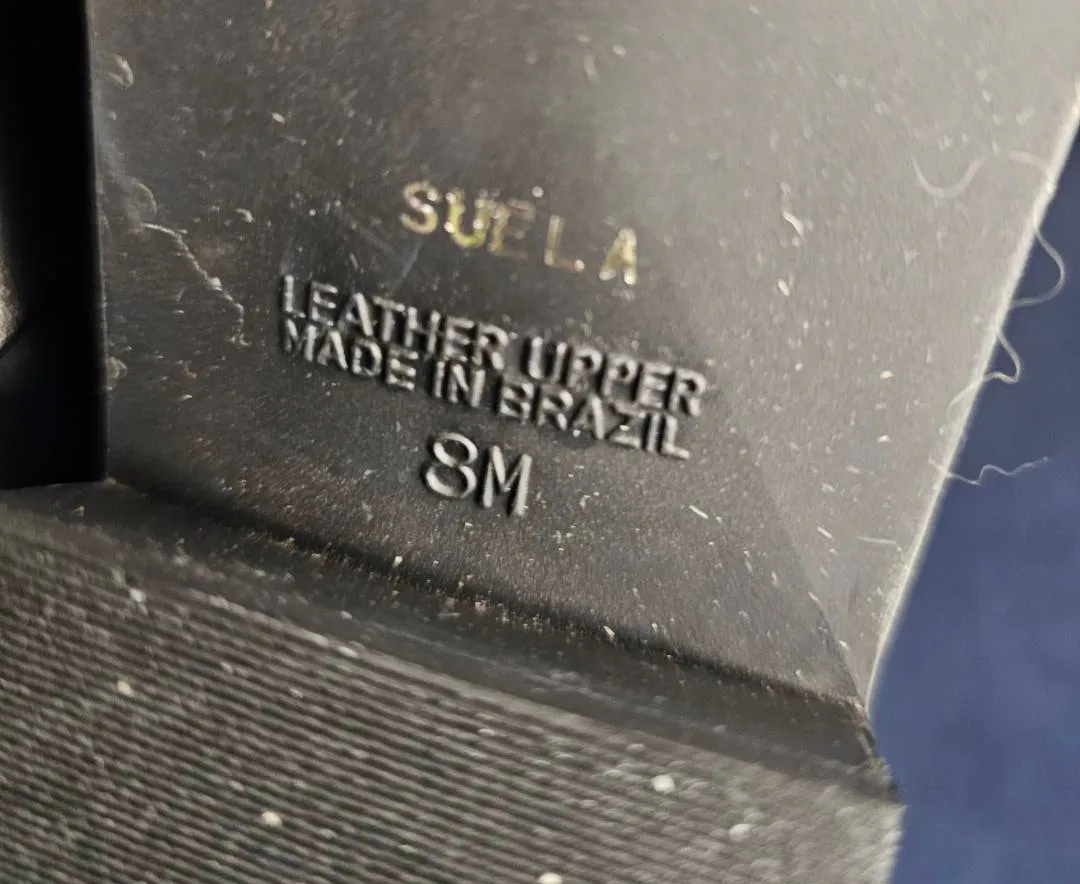 SUELA
LEATHER UPPER
MADE IN BRAZIL
8M